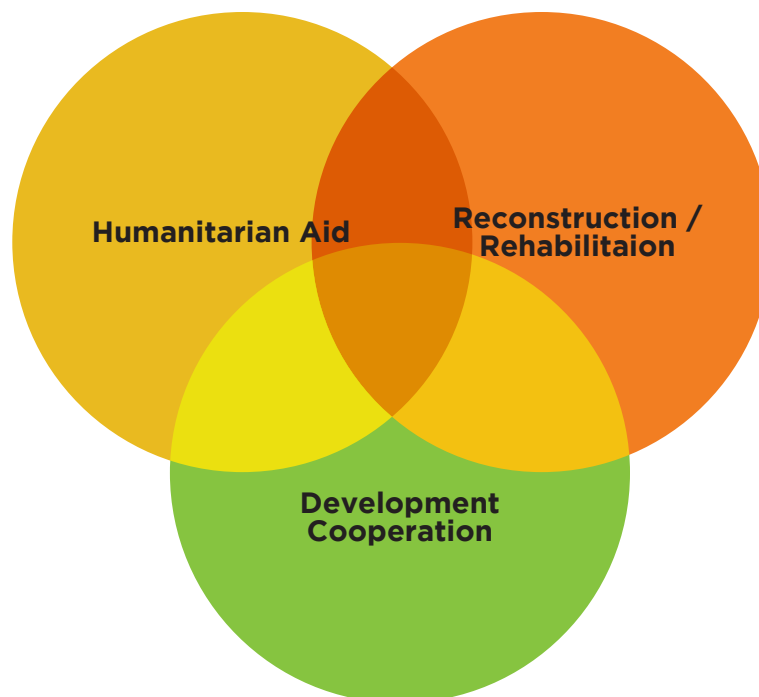 Humanitarian Aid
Reconstruction /
Rehabilitaion
Development
Cooperation